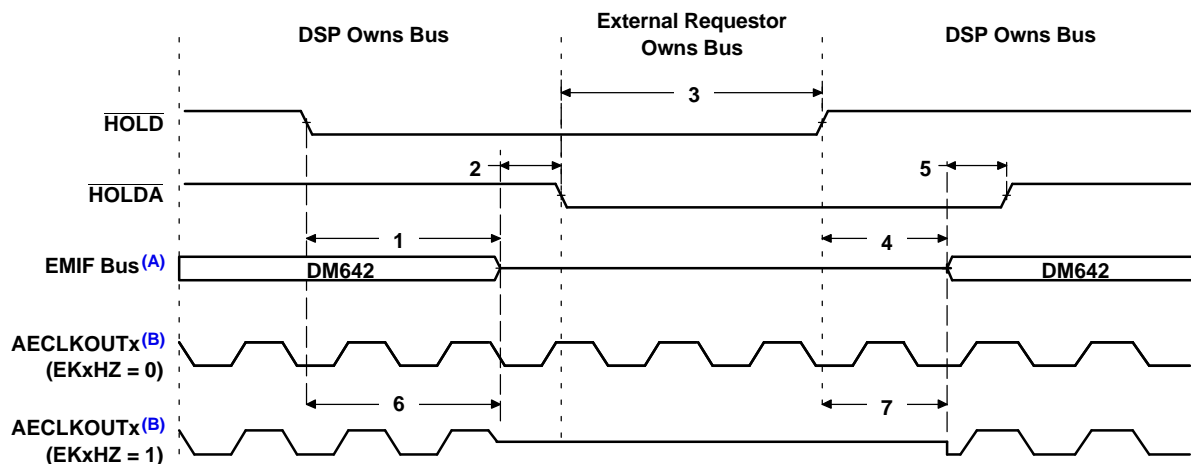 DSP Owns Bus
External Requestor
Owns Bus
DSP Owns Bus
3
HOLD
2
5
HOLDA
1
4
EMIF Bus(A)
DM642
DM642
AECLKOUTx(B)
(EKxHZ = 0)
6
7
AECLKOUTx(B)
(EKxHZ = 1)